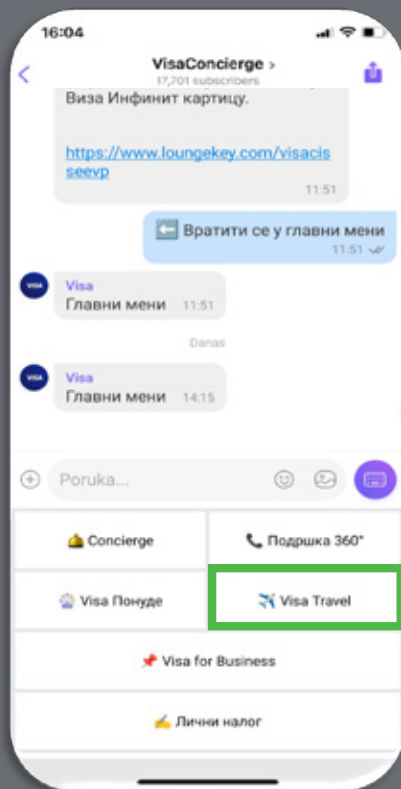 16:04
VisaConcierge >
17,701 subscribers
Виза Инфинит картицу.
https://www.loungekey.com/visacis
seevp
11:51
Вратити се у главни мени
11:51
VISA
Visa
Главни мени 11:51
Danas
VISA
Visa
Главни мени 14:15
Poruka...
Concierge
Подршка 360°
Visa Понуде
Visa Travel
Visa for Business
Лични налог